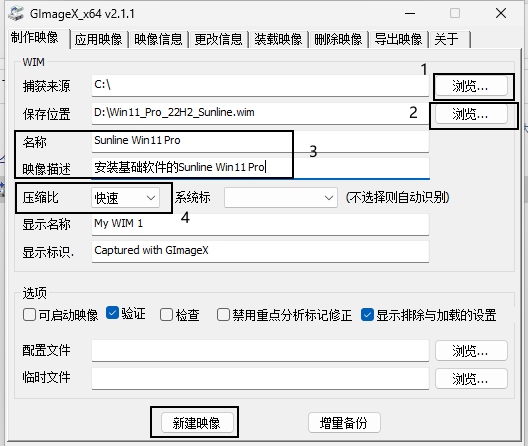 GImageX_x64 v2.1.1
制作映像 应用映像 映像信息 更改信息 装载映像 删除映像 导出映像 关于
WIM
1
捕获来源 C:\ 浏览...
保存位置 D:\Win11_Pro_22H2_Sunline.wim 2 浏览...
名称 Sunline Win11 Pro
3
映像描述 安装基础软件的Sunline Win11 Pro
压缩比 快速 系统标 (不选择则自动识别)
4
显示名称 My WIM 1
显示标识. Captured with GImageX
选项
可启动映像 验证 检查 禁用重点分析标记修正 显示排除与加载的设置
配置文件 浏览...
临时文件 浏览...
新建映像 增量备份